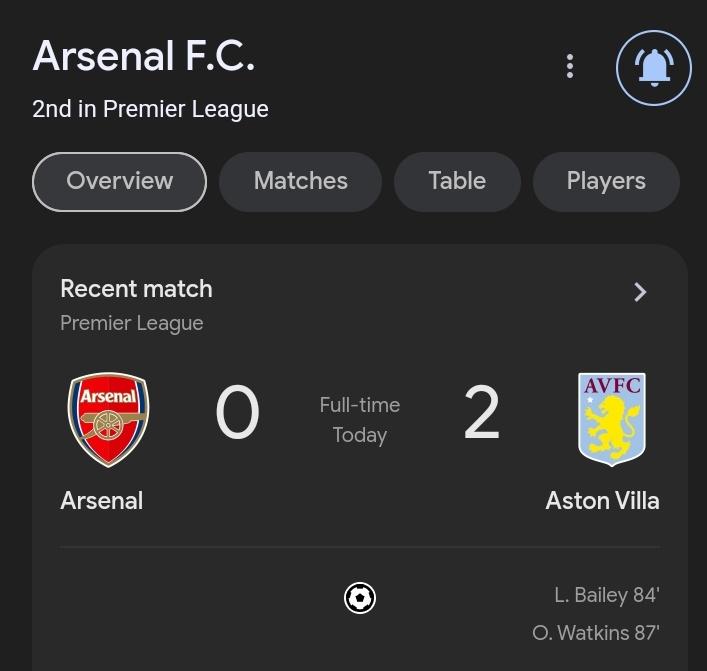 Arsenal F.C.
2nd in Premier League
Overview
Matches
Table
Players
Recent match
Premier League
Arsenal
0
Full-time
Today
2
AVFC
Arsenal
Aston Villa
L. Bailey 84'
O. Watkins 87'